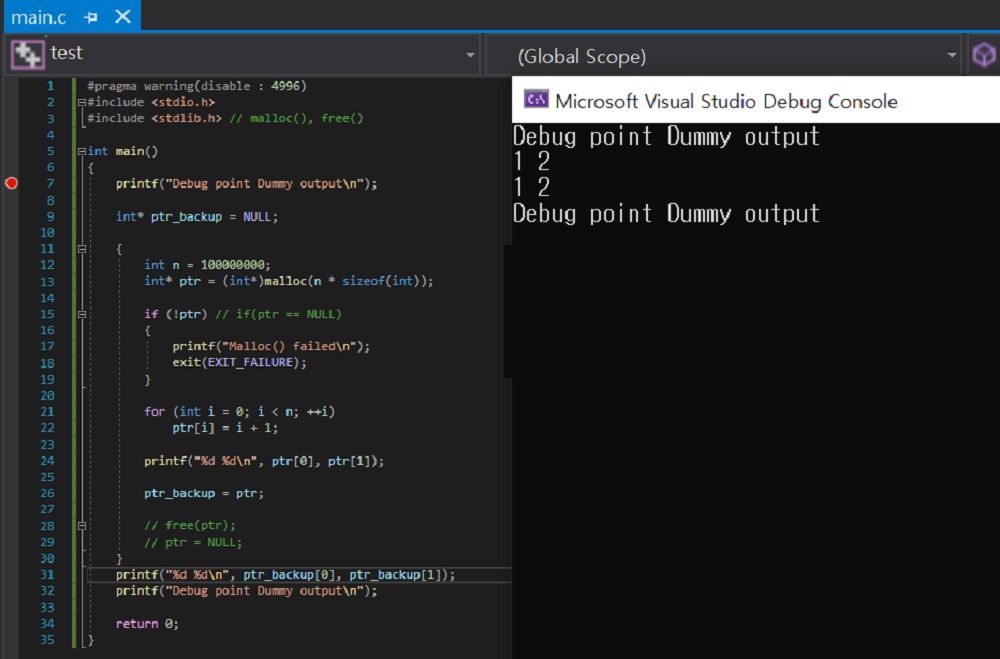 main.c
test
(Global Scope)
1 #pragma warning(disable : 4996)
2 #include <stdio.h>
3 #include <stdlib.h> // malloc(), free()
4
5 int main()
6 {
7 printf("Debug point Dummy output\n");
8
9 int* ptr_backup = NULL;
10
11 {
12 int n = 100000000;
13 int* ptr = (int*)malloc(n * sizeof(int));
14
15 if (!ptr) // if(ptr == NULL)
16 {
17 printf("Malloc() failed\n");
18 exit(EXIT_FAILURE);
19 }
20
21 for (int i = 0; i < n; ++i)
22 ptr[i] = i + 1;
23
24 printf("%d %d\n", ptr[0], ptr[1]);
25
26 ptr_backup = ptr;
27
28 // free(ptr);
29 // ptr = NULL;
30 }
31 printf("%d %d\n", ptr_backup[0], ptr_backup[1]);
32 printf("Debug point Dummy output\n");
33
34 return 0;
35 }
C:\ Microsoft Visual Studio Debug Console
Debug point Dummy output
1 2
1 2
Debug point Dummy output